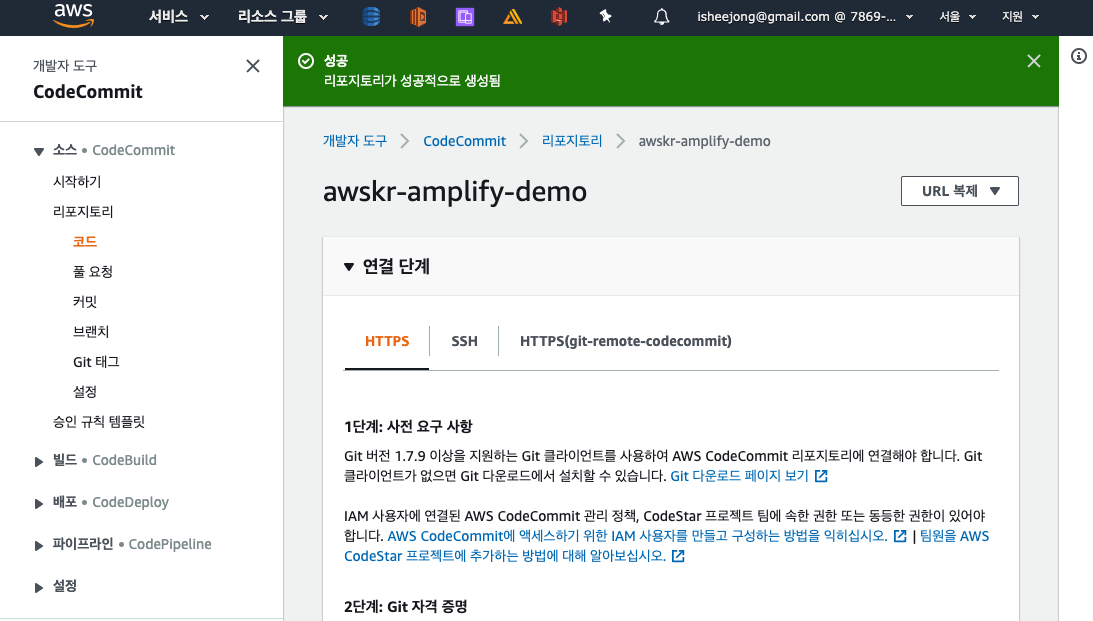 aws
서비스
리소스 그룹
isheejong@gmail.com @ 7869-...
서울
지원
개발자 도구
CodeCommit
소스 • CodeCommit
시작하기
리포지토리
코드
풀 요청
커밋
브랜치
Git 태그
설정
승인 규칙 템플릿
빌드 • CodeBuild
배포 • CodeDeploy
파이프라인 • CodePipeline
설정
성공
리포지토리가 성공적으로 생성됨
개발자 도구 > CodeCommit > 리포지토리 > awskr-amplify-demo
awskr-amplify-demo
URL 복제
연결 단계
HTTPS
SSH
HTTPS(git-remote-codecommit)
1단계: 사전 요구 사항
Git 버전 1.7.9 이상을 지원하는 Git 클라이언트를 사용하여 AWS CodeCommit 리포지토리에 연결해야 합니다. Git
클라이언트가 없으면 Git 다운로드에서 설치할 수 있습니다. Git 다운로드 페이지 보기
IAM 사용자에 연결된 AWS CodeCommit 관리 정책, CodeStar 프로젝트 팀에 속한 권한 또는 동등한 권한이 있어야
합니다. AWS CodeCommit에 액세스하기 위한 IAM 사용자를 만들고 구성하는 방법을 익히십시오. | 팀원을 AWS
CodeStar 프로젝트에 추가하는 방법에 대해 알아보십시오.
2단계: Git 자격 증명